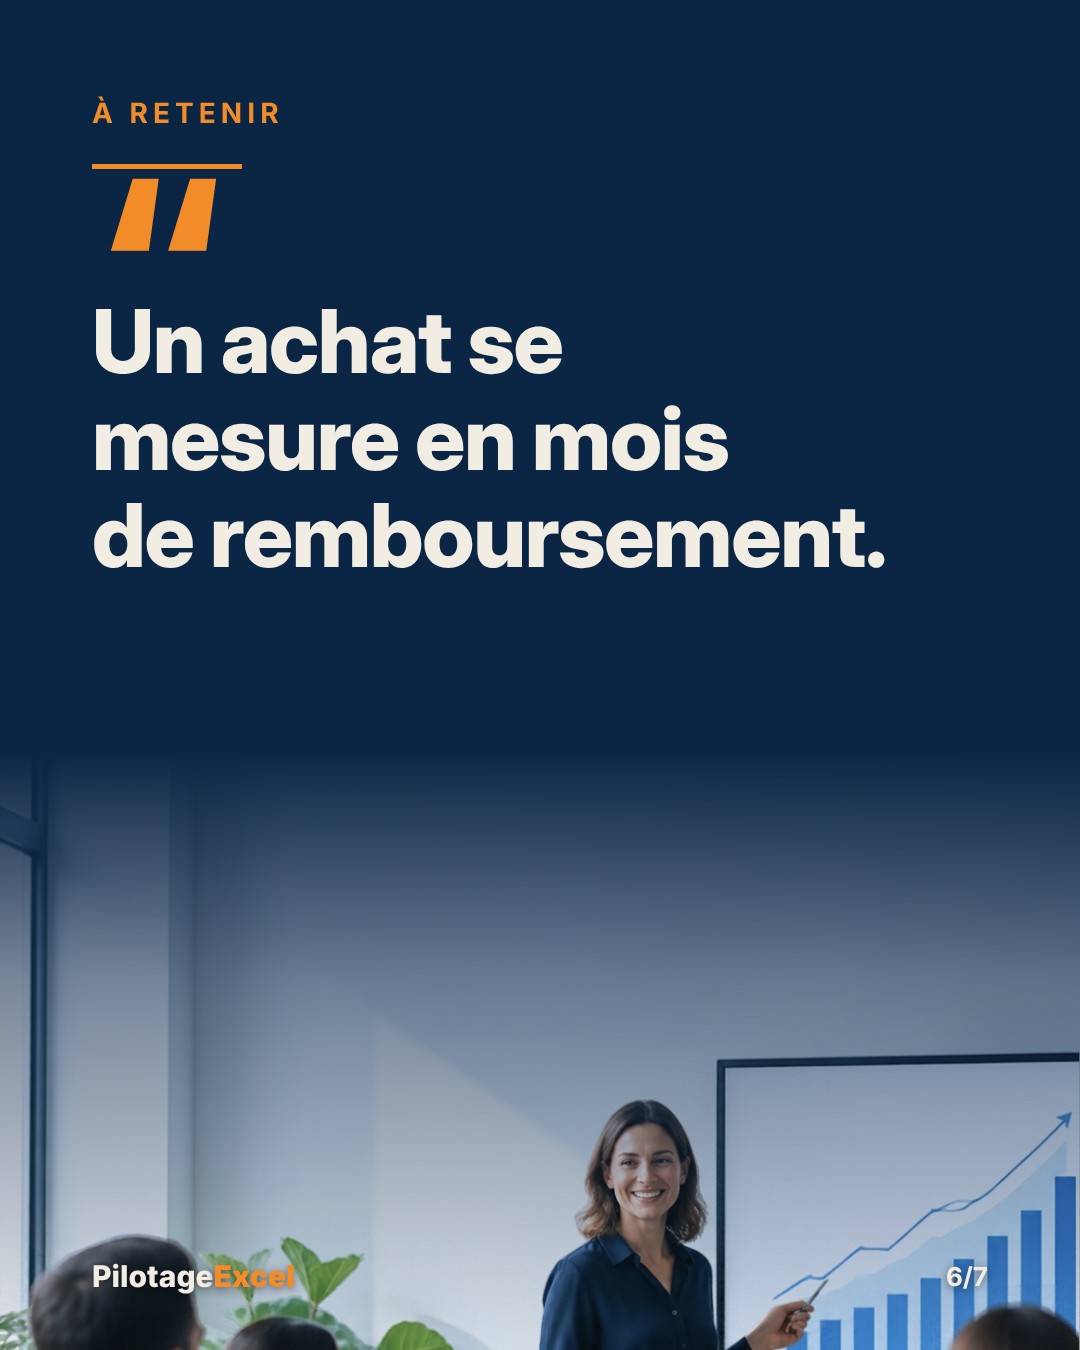 À RETENIR
"
Un achat se
mesure en mois
de remboursement.
PilotageExcel
6/7